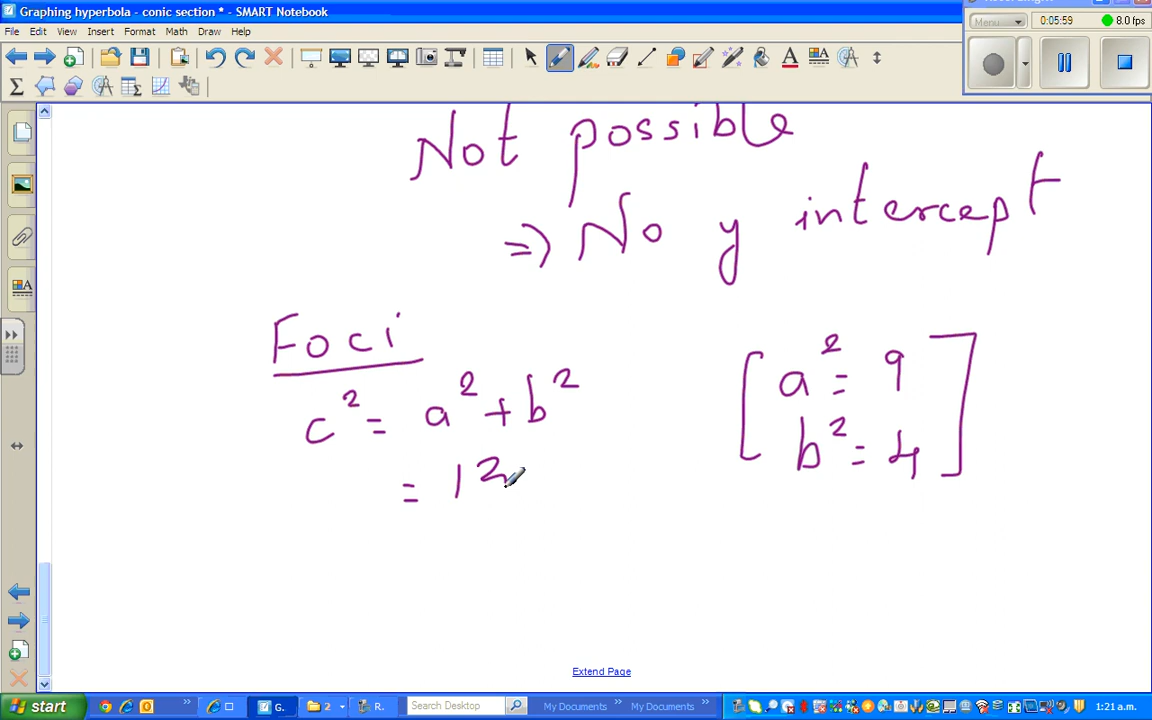 Graphing hyperbola - conic section * - SMART Notebook
Menu
0:05:59
8.0 fps
File Edit View Insert Format Math Draw Help
Not possible
=> No y intercept
Foci
c² = a² + b²
[a² = 9
b² = 4]
Extend Page
start
G.
2
R.
Search Desktop
My Documents
My Documents
1:21 a.m.